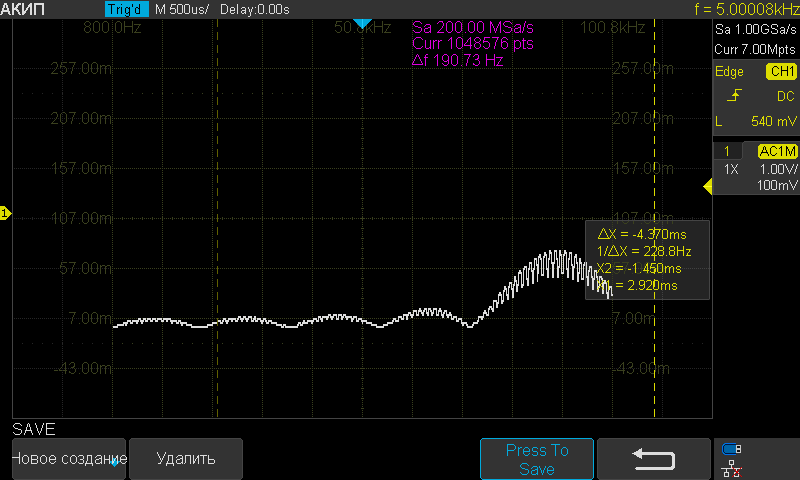 АКИП Trig'd M 500us/ Delay:0.00s f = 5.00008kHz
800.0Hz 50.8kHz 100.8kHz
Sa 200.00 MSa/s
Curr 1048576 pts
Δf 190.73 Hz
Sa 1.00GSa/s
Curr 7.00Mpts
Edge CH1
DC
L 540 mV
1 AC1M
1X 1.00V/
100mV
257.00m 257.00m
207.00m 207.00m
157.00m 157.00m
107.00m 107.00m
57.00m
7.00m 7.00m
-43.00m -43.00m
1
ΔX = -4.370ms
1/ΔX = 228.8Hz
X2 = -1.450ms
X1 = 2.920ms
SAVE
Новое создание
Удалить
Press To
Save